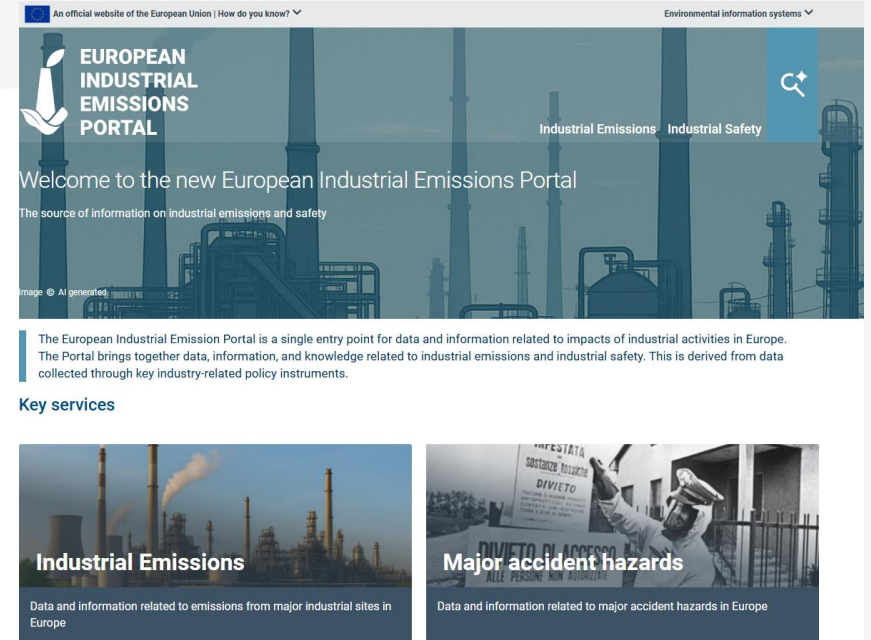 An official website of the European Union | How do you know?
Environmental information systems
EUROPEAN
INDUSTRIAL
EMISSIONS
PORTAL
Industrial Emissions Industrial Safety
Welcome to the new European Industrial Emissions Portal
The source of information on industrial emissions and safety
Image © AI generated
The European Industrial Emission Portal is a single entry point for data and information related to impacts of industrial activities in Europe.
The Portal brings together data, information, and knowledge related to industrial emissions and industrial safety. This is derived from data
collected through key industry-related policy instruments.
Key services
Industrial Emissions
Data and information related to emissions from major industrial sites in
Europe
sostanze tossiche
DIVIETO
DIVIETO DI ACCESSO
ALLE PERSONE NON AUTORIZZATE
Major accident hazards
Data and information related to major accident hazards in Europe